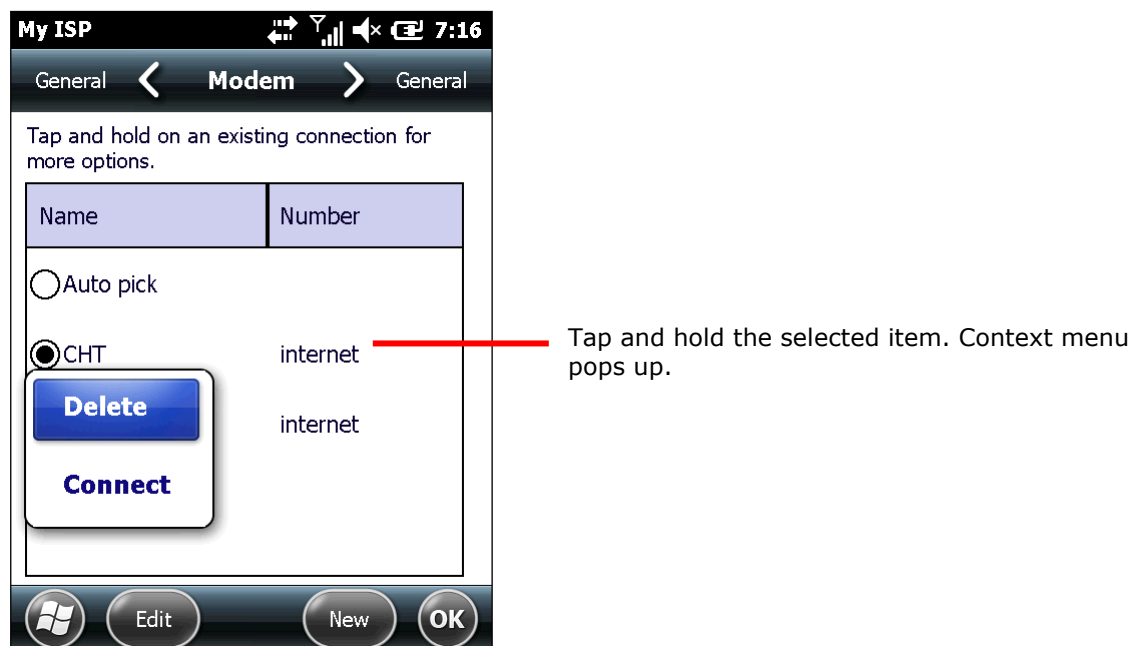 My ISP 7:16
General Modem General
Tap and hold on an existing connection for
more options.
Name Number
Auto pick
CHT internet
Tap and hold the selected item. Context menu
pops up.
Delete
internet
Connect
Edit New OK